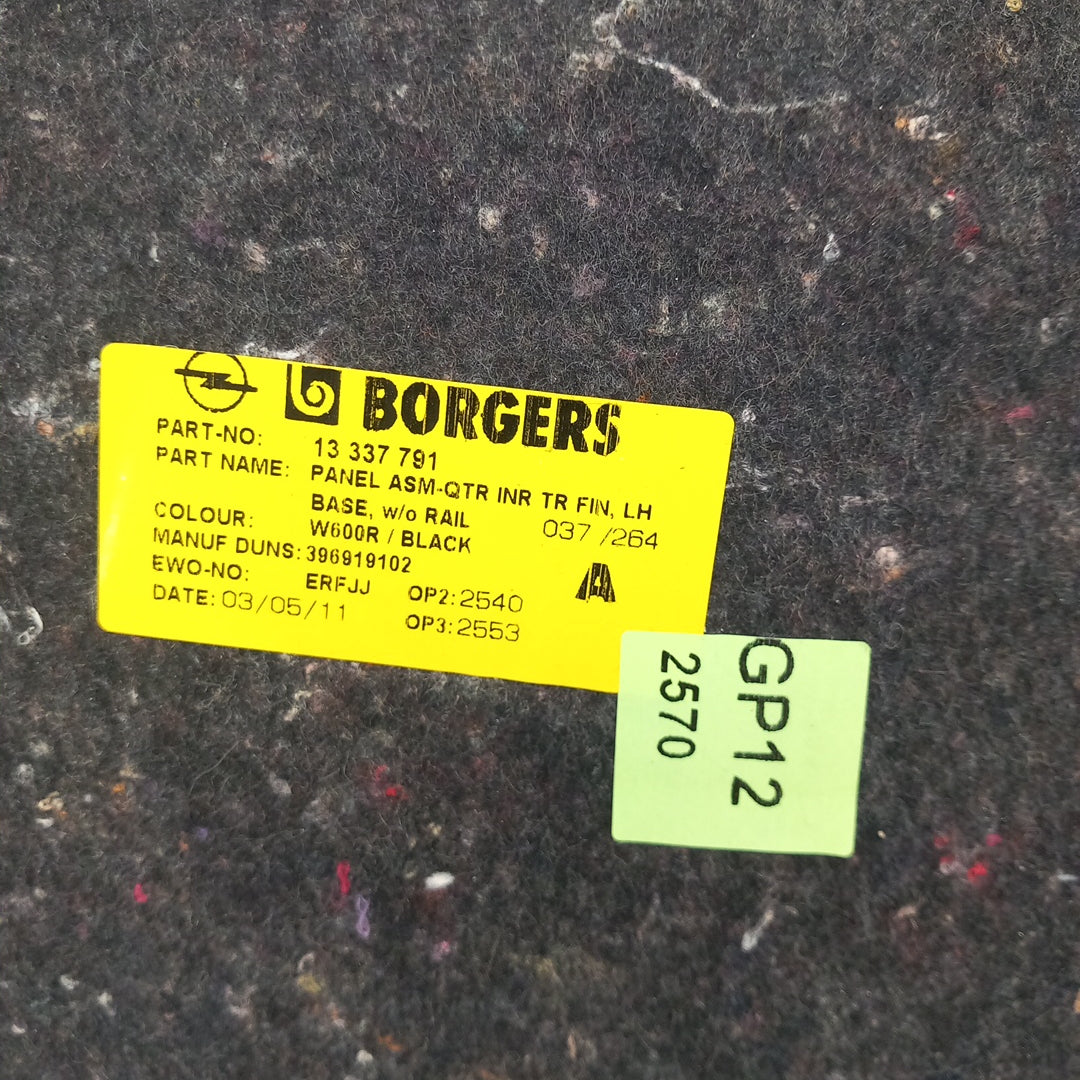 BORGERS
PART-NO: 13 337 791
PART NAME: PANEL ASM-QTR INR TR FIN, LH
BASE, w/o RAIL
037 /264
COLOUR: W600R / BLACK
MANUF DUNS: 396919102
EWO-NO: ERFJJ OP2: 2540
DATE: 03/05/11 OP3: 2553
A
GP12
2570